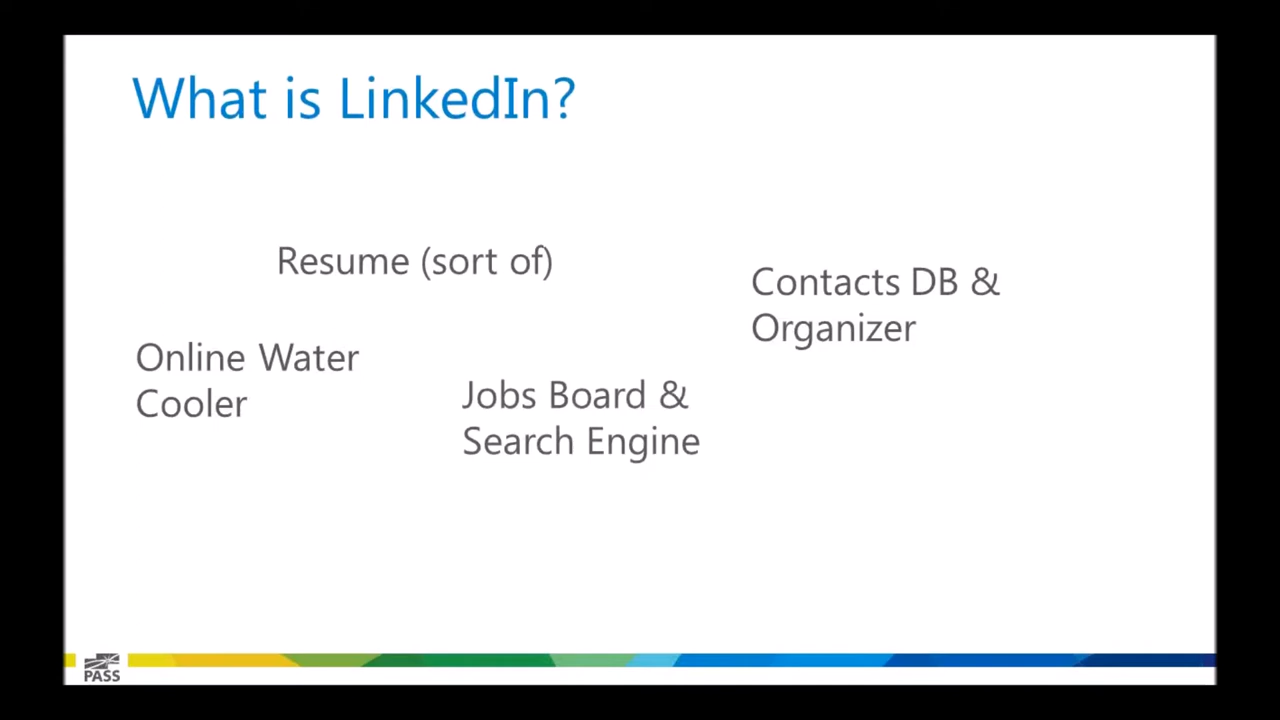 What is LinkedIn?
Resume (sort of)
Contacts DB &
Organizer
Online Water
Cooler
Jobs Board &
Search Engine
PASS